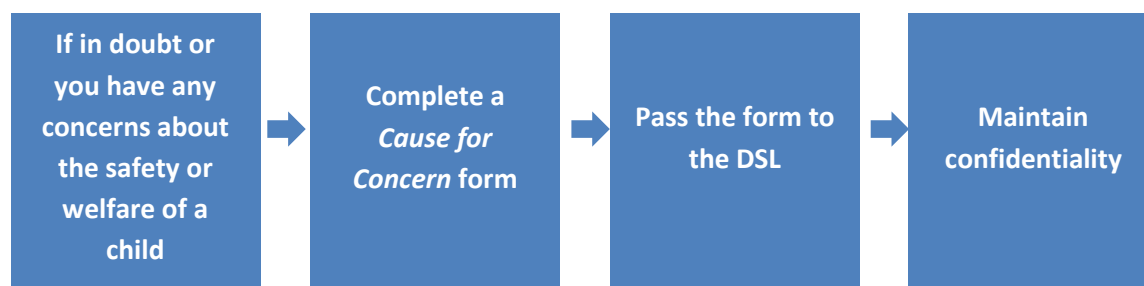 If in doubt or
you have any
concerns about
the safety or
welfare of a
child
Complete a
Cause for
Concern form
Pass the form to
the DSL
Maintain
confidentiality